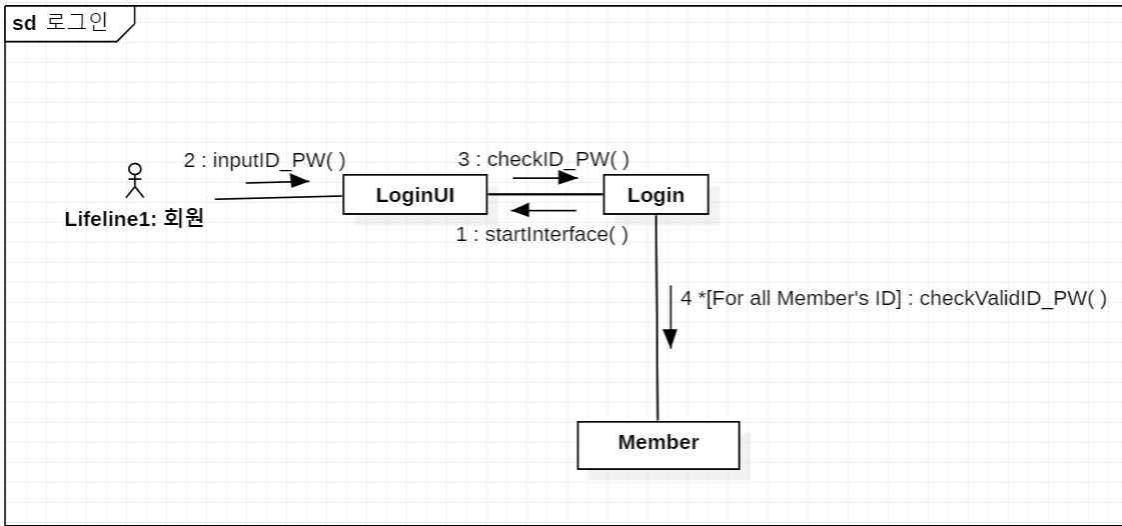 sd 로그인
2 : inputID_PW( )
3 : checkID_PW( )
LoginUI
Login
Lifeline1: 회원
1 : startInterface( )
4 *[For all Member's ID] : checkValidID_PW( )
Member